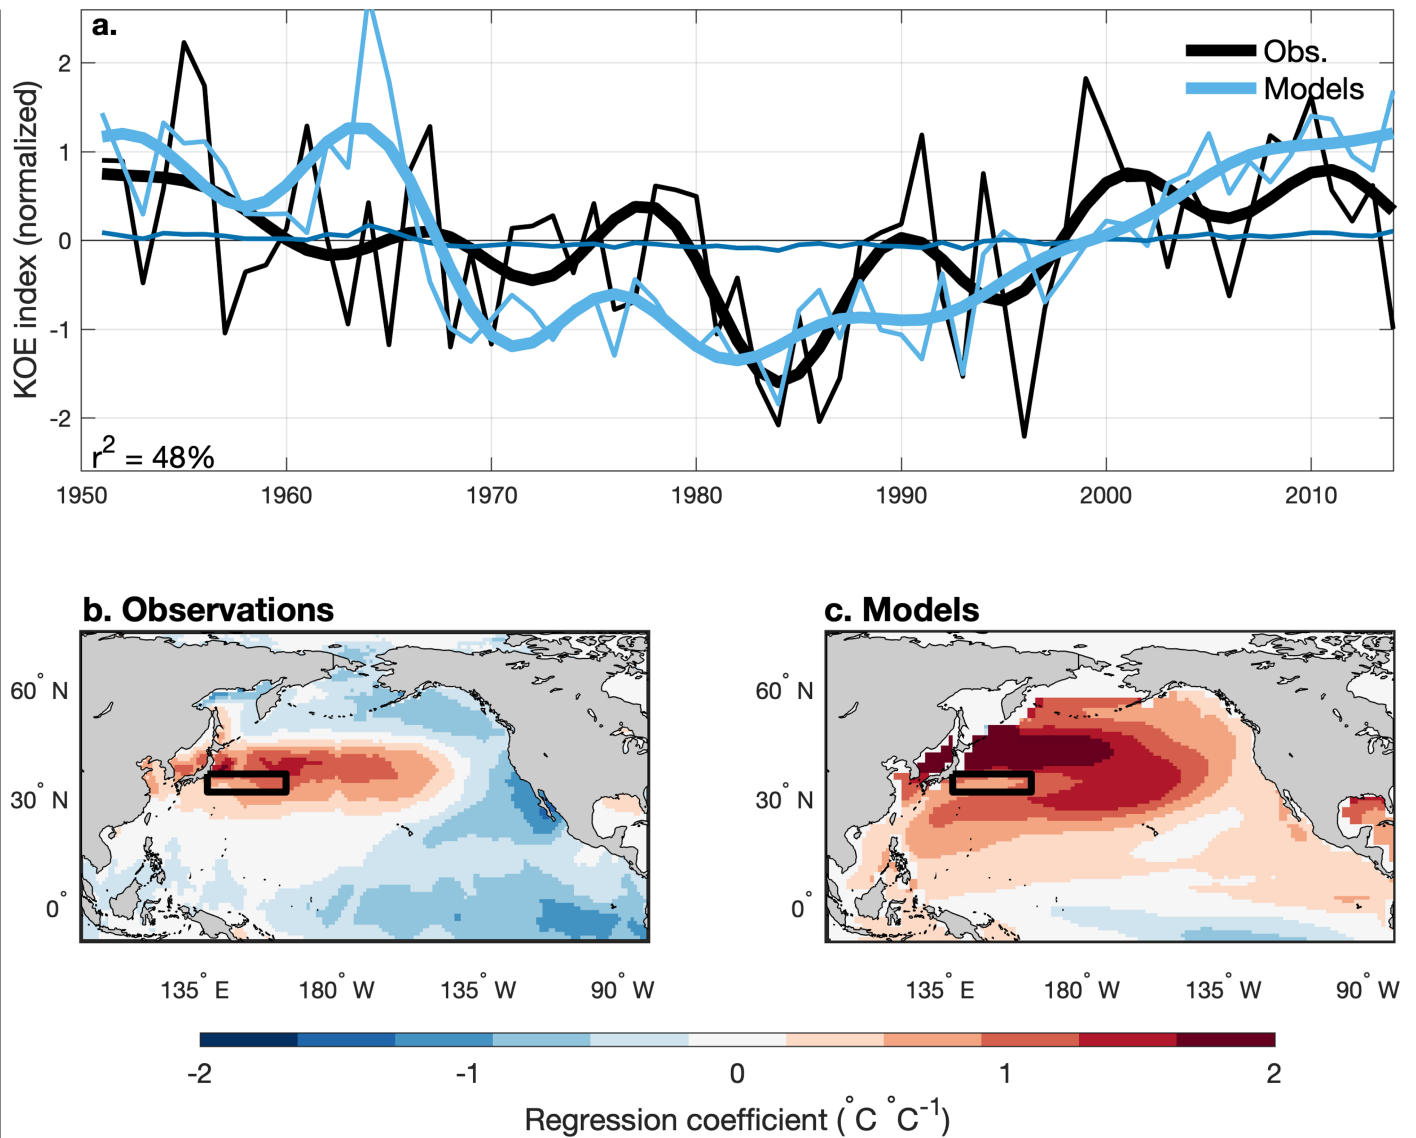 a.
Obs.
Models
KOE index (normalized)
2
1
0
-1
-2
r² = 48%
1950 1960 1970 1980 1990 2000 2010
b. Observations
60° N
30° N
0°
135° E 180° W 135° W 90° W
c. Models
60° N
30° N
0°
135° E 180° W 135° W 90° W
-2 -1 0 1 2
Regression coefficient (°C °C⁻¹)